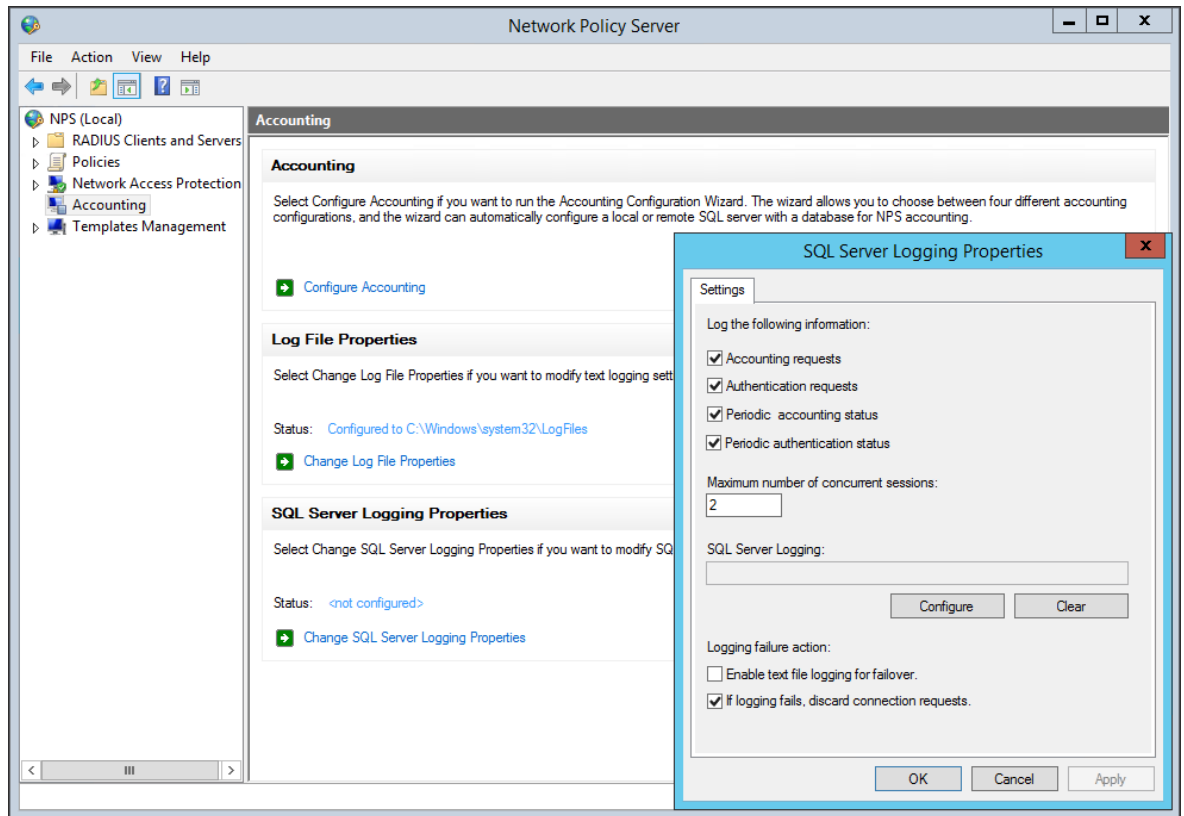 Network Policy Server
File Action View Help
NPS (Local)
RADIUS Clients and Servers
Policies
Network Access Protection
Accounting
Templates Management
Accounting
Accounting
Select Configure Accounting if you want to run the Accounting Configuration Wizard. The wizard allows you to choose between four different accounting
configurations, and the wizard can automatically configure a local or remote SQL server with a database for NPS accounting.
Configure Accounting
Log File Properties
Select Change Log File Properties if you want to modify text logging sett
Status: Configured to C:\Windows\system32\LogFiles
Change Log File Properties
SQL Server Logging Properties
Select Change SQL Server Logging Properties if you want to modify SQ
Status: <not configured>
Change SQL Server Logging Properties
SQL Server Logging Properties
Settings
Log the following information:
Accounting requests
Authentication requests
Periodic accounting status
Periodic authentication status
Maximum number of concurrent sessions:
2
SQL Server Logging:
Configure Clear
Logging failure action:
Enable text file logging for failover.
If logging fails, discard connection requests.
OK Cancel Apply